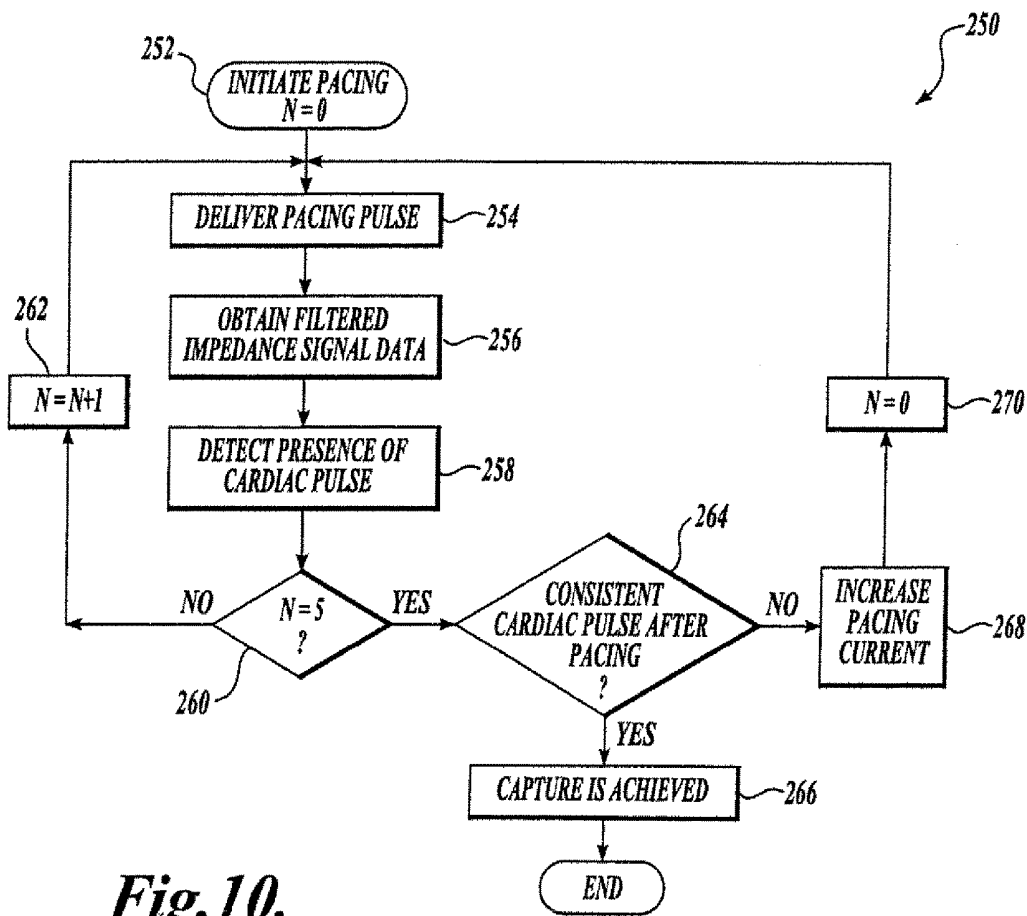 250
252
INITIATE PACING
N = 0
DELIVER PACING PULSE
254
OBTAIN FILTERED
IMPEDANCE SIGNAL DATA
256
262
N = N+1
N = 0
270
DETECT PRESENCE OF
CARDIAC PULSE
258
264
NO
N = 5
?
YES
260
CONSISTENT
CARDIAC PULSE AFTER
PACING
?
NO
INCREASE
PACING
CURRENT
268
YES
CAPTURE IS ACHIEVED
266
END
Fig.10.